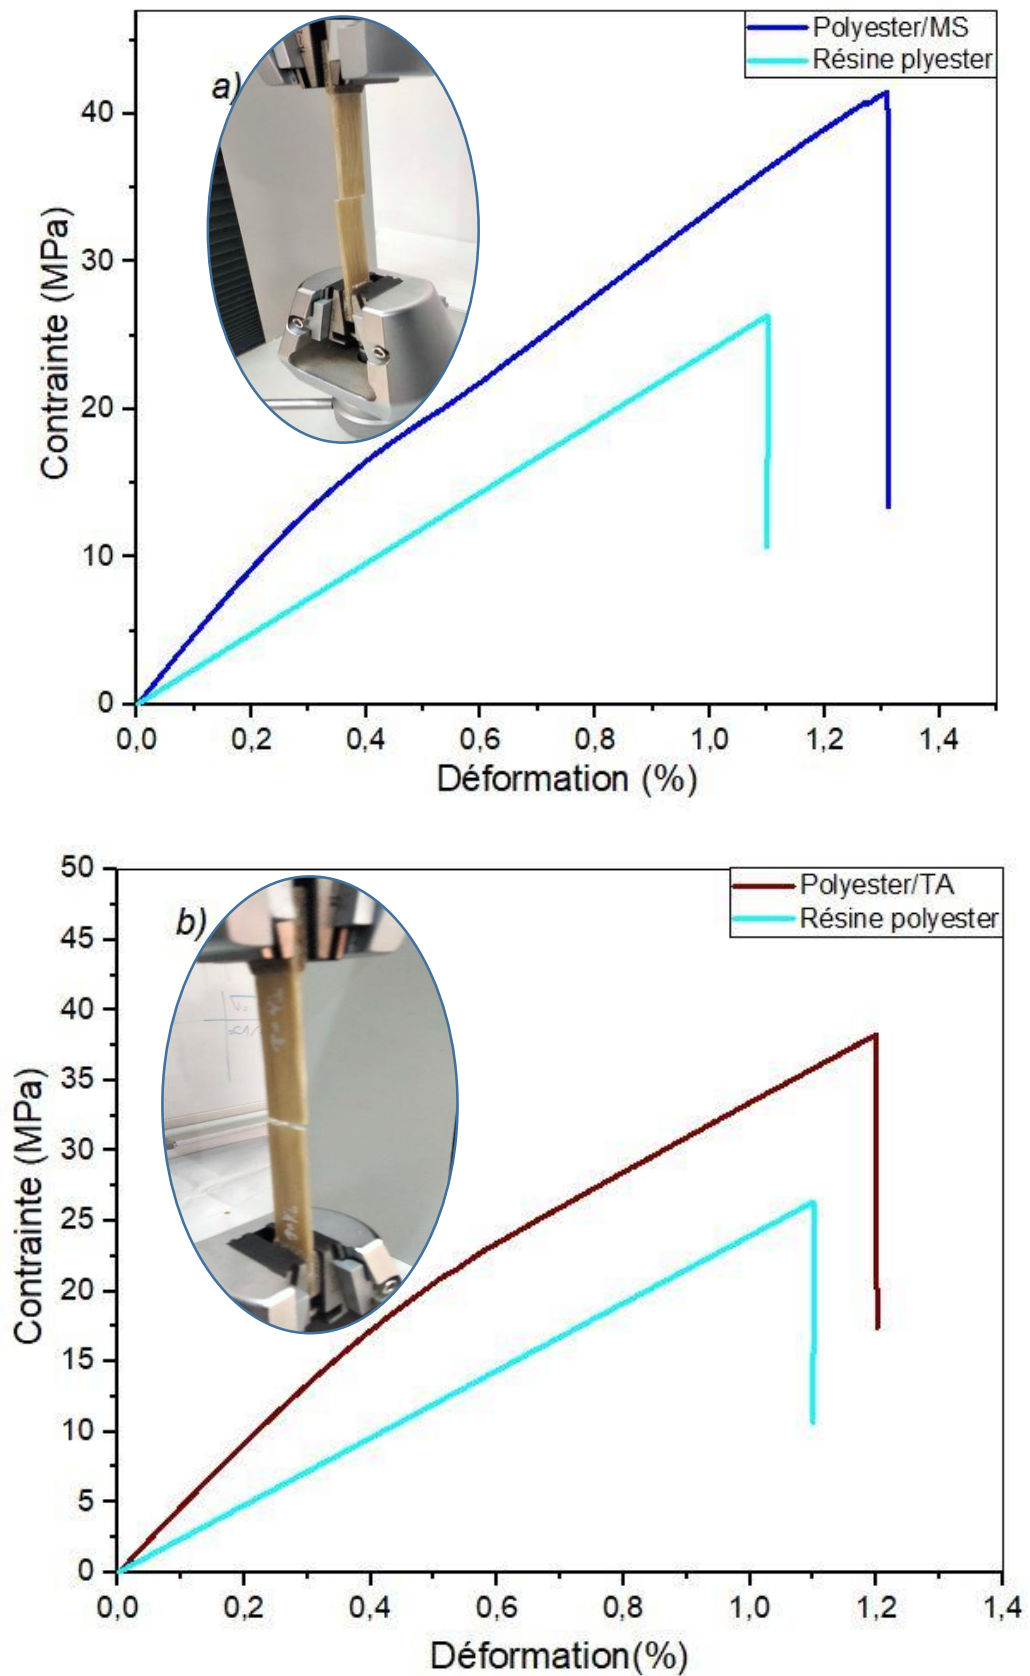 Polyester/MS
Résine plyester
a)
40
30
20
10
0
Contrainte (MPa)
0,0 0,2 0,4 0,6 0,8 1,0 1,2 1,4
Déformation (%)
50
Polyester/TA
Résine polyester
b)
45
40
35
30
25
20
15
10
5
0
Contrainte (MPa)
0,0 0,2 0,4 0,6 0,8 1,0 1,2 1,4
Déformation(%)